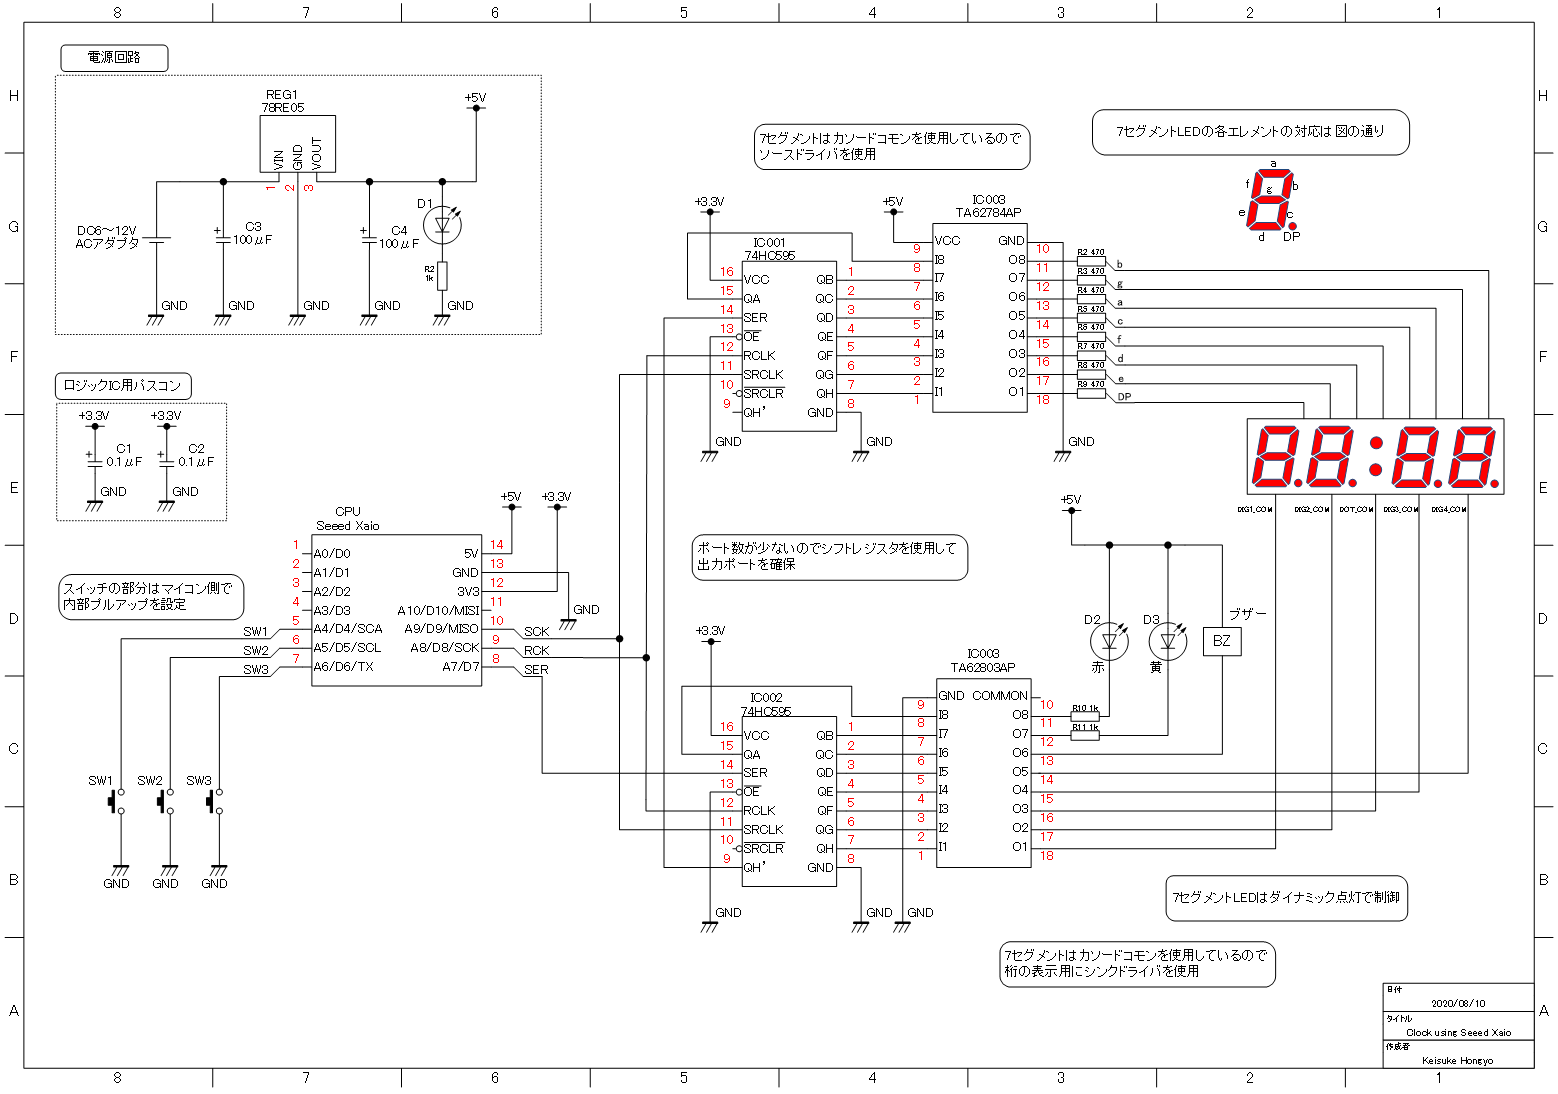 8 7 6 5 4 3 2 1
H
G
F
E
D
C
B
A
電源回路
REG1
78RE05
VIN
GND
VOUT
1
2
3
+5V
DC6～12V
ACアダプタ
C3
100μF
C4
100μF
D1
R2
1k
GND
GND
GND
GND
GND
ロジックIC用パスコン
+3.3V
+3.3V
C1
0.1μF
C2
0.1μF
GND
GND
スイッチの部分はマイコン側で
内部プルアップを設定
CPU
Seeed Xaio
+5V
+3.3V
1 A0/D0
2 A1/D1
3 A2/D2
4 A3/D3
5 A4/D4/SCA
6 A5/D5/SCL
7 A6/D6/TX
5V 14
GND 13
3V3 12
A10/D10/MISI 11
A9/D9/MISO 10
A8/D8/SCK 9
A7/D7 8
GND
SCK
RCK
SER
SW1
SW2
SW3
SW1
SW2
SW3
GND
GND
GND
7セグメントはカソードコモンを使用しているので
ソースドライバを使用
+3.3V
IC001
74HC595
16 VCC
15 QA
14 SER
13 OE
12 RCLK
11 SRCLK
10 SRCLR
9 QH'
QB 1
QC 2
QD 3
QE 4
QF 5
QG 6
QH 7
GND 8
GND
GND
+5V
IC003
TA62784AP
9 VCC
8 I8
7 I7
6 I6
5 I5
4 I4
3 I3
2 I2
1 I1
GND 10
O8 11
O7 12
O6 13
O5 14
O4 15
O3 16
O2 17
O1 18
GND
R2 470
R3 470
R4 470
R5 470
R6 470
R7 470
R8 470
R9 470
b
g
a
c
f
d
e
DP
7セグメントLEDの各エレメントの対応は図の通り
a
f
b
g
e
c
d
DP
DIG1_COM
DIG2_COM
DOT_COM
DIG3_COM
DIG4_COM
ポート数が少ないのでシフトレジスタを使用して
出力ポートを確保
+3.3V
IC002
74HC595
16 VCC
15 QA
14 SER
13 OE
12 RCLK
11 SRCLK
10 SRCLR
9 QH'
QB 1
QC 2
QD 3
QE 4
QF 5
QG 6
QH 7
GND 8
GND
GND
GND
IC003
TA62803AP
9 GND
8 I8
7 I7
6 I6
5 I5
4 I4
3 I3
2 I2
1 I1
COMMON 10
O8 11
O7 12
O6 13
O5 14
O4 15
O3 16
O2 17
O1 18
R10 1k
R11 1k
+5V
D2
赤
D3
黄
ブザー
BZ
7セグメントLEDはダイナミック点灯で制御
7セグメントはカソードコモンを使用しているので
桁の表示用にシンクドライバを使用
日付
2020/08/10
タイトル
Clock using Seeed Xaio
作成者
Keisuke Hongyo
H
G
F
E
D
C
B
A
8 7 6 5 4 3 2 1